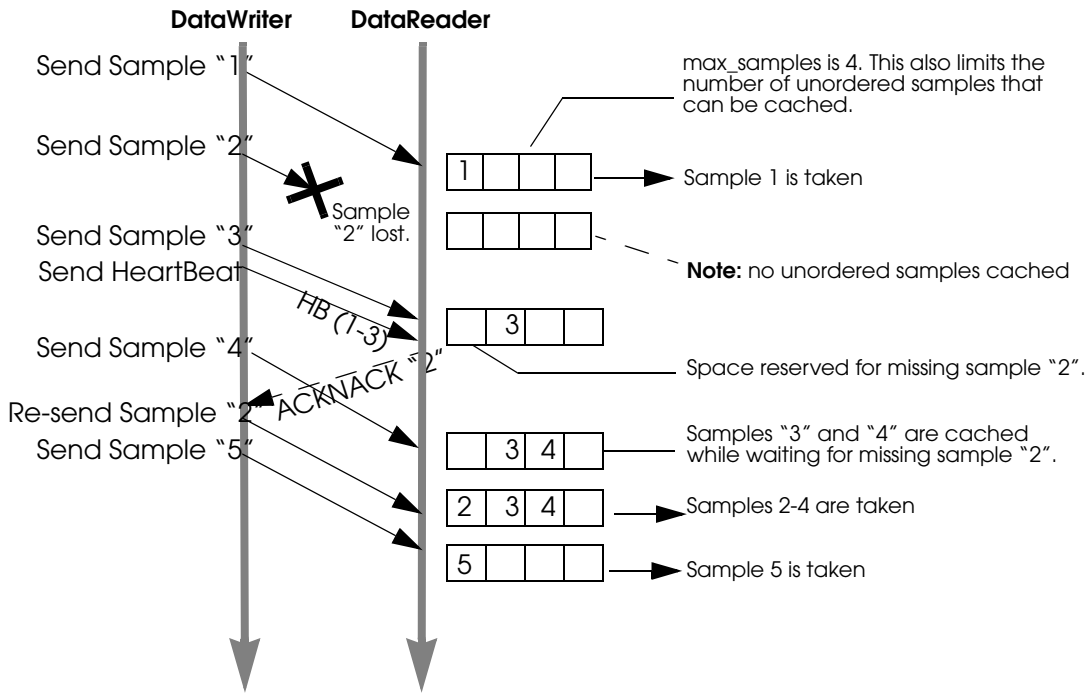 DataWriter DataReader
Send Sample “1”
max_samples is 4. This also limits the
number of unordered samples that
can be cached.
Send Sample “2”
1
Sample 1 is taken
Sample
“2” lost.
Send Sample “3”
Note: no unordered samples cached
Send HeartBeat
HB (1-3)
3
Send Sample “4”
Space reserved for missing sample “2”.
ACKNACK “2”
Re-send Sample “2”
Send Sample “5”
3 4
Samples “3” and “4” are cached
while waiting for missing sample “2”.
2 3 4
Samples 2-4 are taken
5
Sample 5 is taken